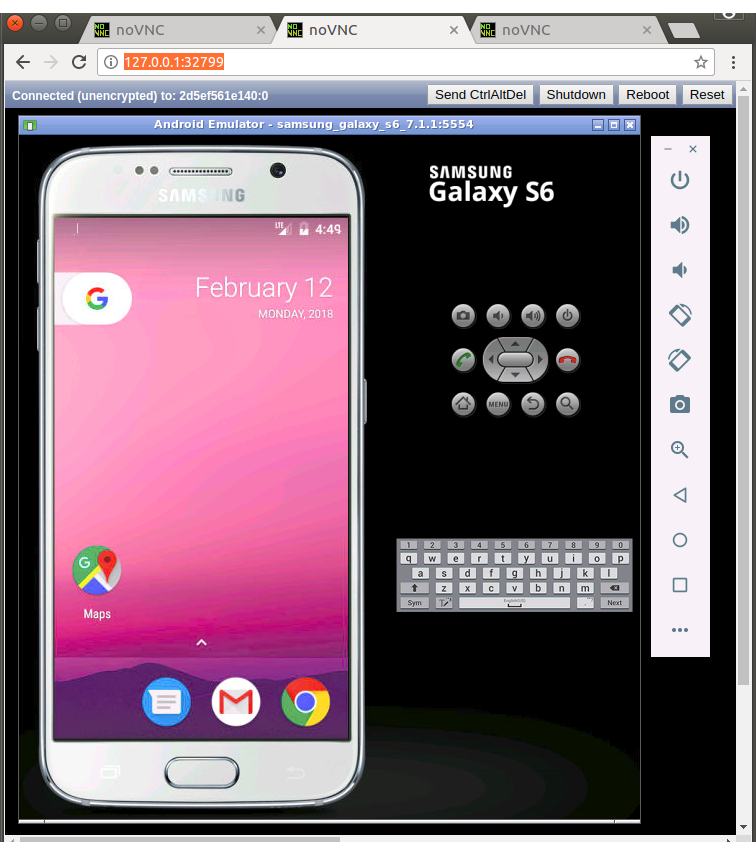 noVNC noVNC noVNC
127.0.0.1:32799
Connected (unencrypted) to: 2d5ef561e140:0 Send CtrlAltDel Shutdown Reboot Reset
Android Emulator - samsung_galaxy_s6_7.1.1:5554
SAMSUNG
LTE 4:49
February 12
MONDAY, 2018
Maps
SAMSUNG
Galaxy S6
MENU
1 2 3 4 5 6 7 8 9 0
q w e r t y u i o p
a s d f g h j k l
z x c v b n m
Sym Next